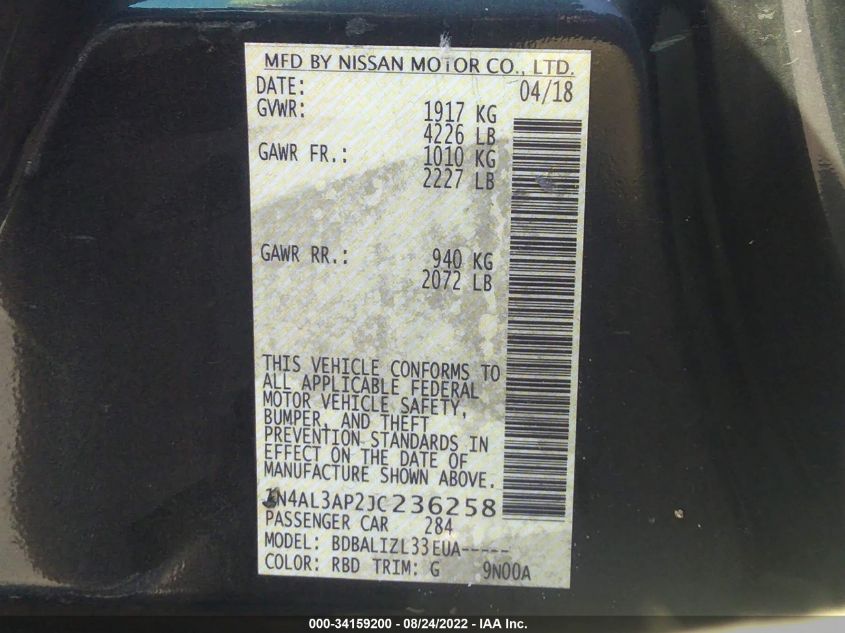 MFD BY NISSAN MOTOR CO., LTD.
DATE: 04/18
GVWR: 1917 KG
4226 LB
GAWR FR.: 1010 KG
2227 LB
GAWR RR.: 940 KG
2072 LB
THIS VEHICLE CONFORMS TO
ALL APPLICABLE FEDERAL
MOTOR VEHICLE SAFETY,
BUMPER, AND THEFT
PREVENTION STANDARDS IN
EFFECT ON THE DATE OF
MANUFACTURE SHOWN ABOVE.
1N4AL3AP2JC236258
PASSENGER CAR 284
MODEL: BDBALIZL33EUA-----
COLOR: RBD TRIM: G 9N00A
000-34159200 - 08/24/2022 - IAA Inc.